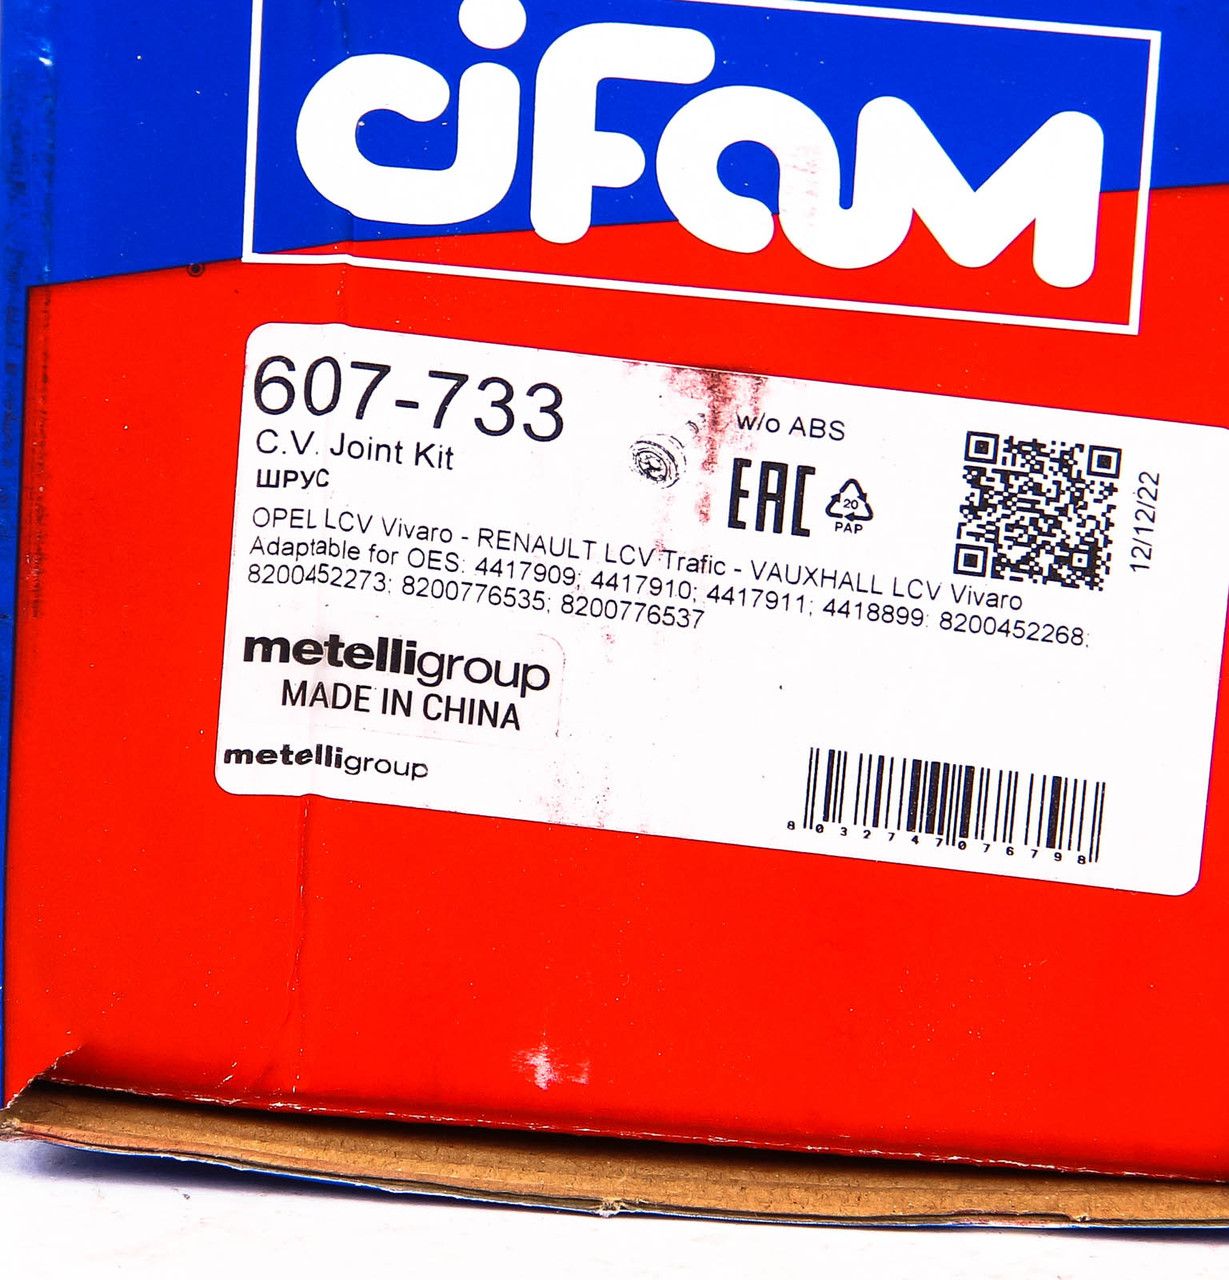 cifam
607-733
C.V. Joint Kit
ШРУС
w/o ABS
EAC
20
PAP
12/12/22
OPEL LCV Vivaro - RENAULT LCV Trafic - VAUXHALL LCV Vivaro
Adaptable for OES: 4417909; 4417910; 4417911; 4418899; 8200452268;
8200452273; 8200776535; 8200776537
metelligroup
MADE IN CHINA
metelligroup
8032747076798